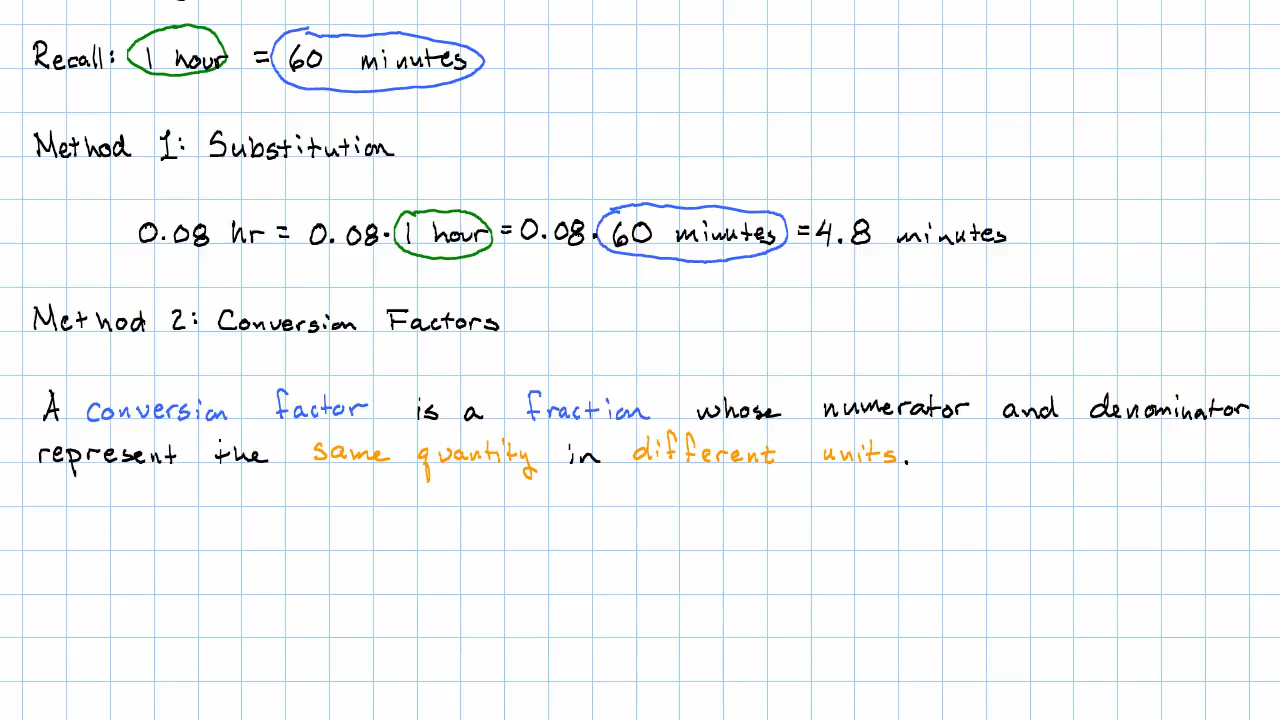 Recall: 1 hour = 60 minutes
Method 1: Substitution
0.08 hr = 0.08 · 1 hour = 0.08 · 60 minutes = 4.8 minutes
Method 2: Conversion Factors
A conversion factor is a fraction whose numerator and denominator
represent the same quantity in different units.